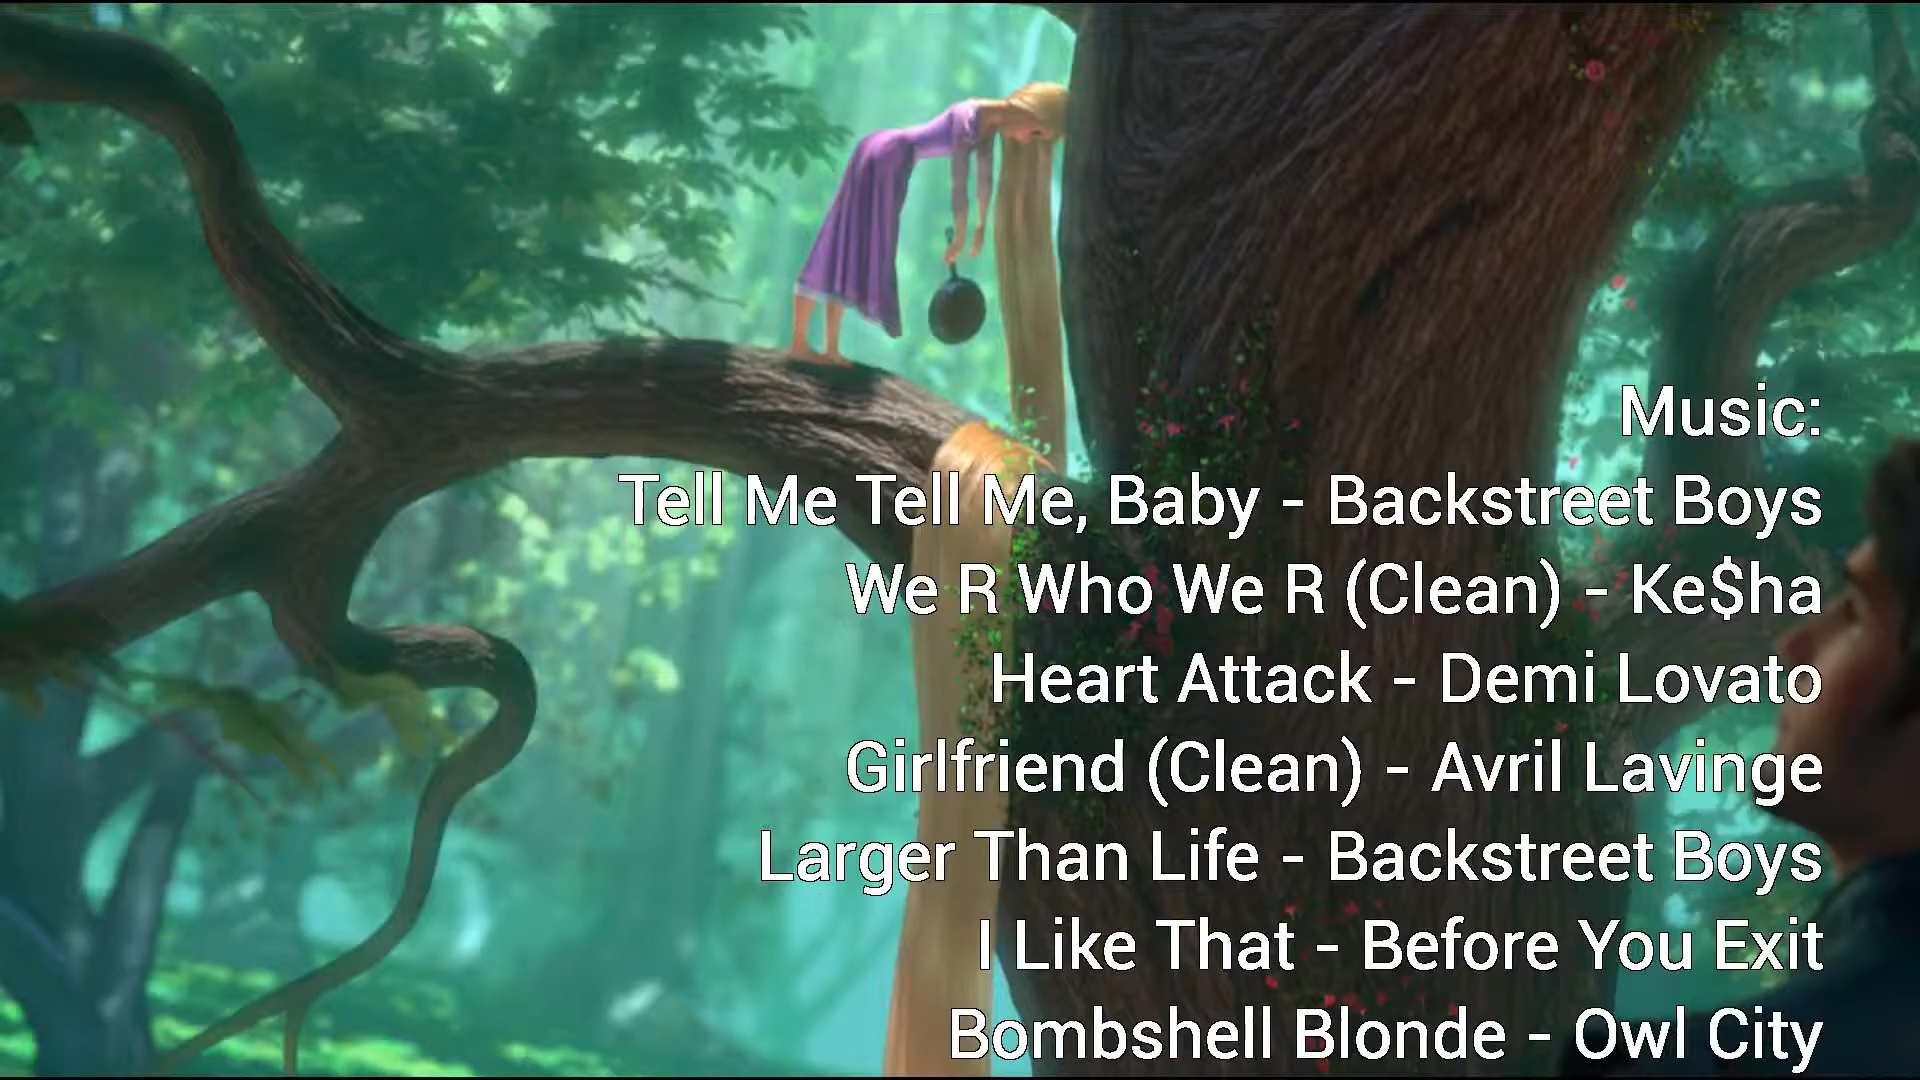 Music:
Tell Me Tell Me, Baby - Backstreet Boys
We R Who We R (Clean) - Ke$ha
Heart Attack - Demi Lovato
Girlfriend (Clean) - Avril Lavinge
Larger Than Life - Backstreet Boys
I Like That - Before You Exit
Bombshell Blonde - Owl City